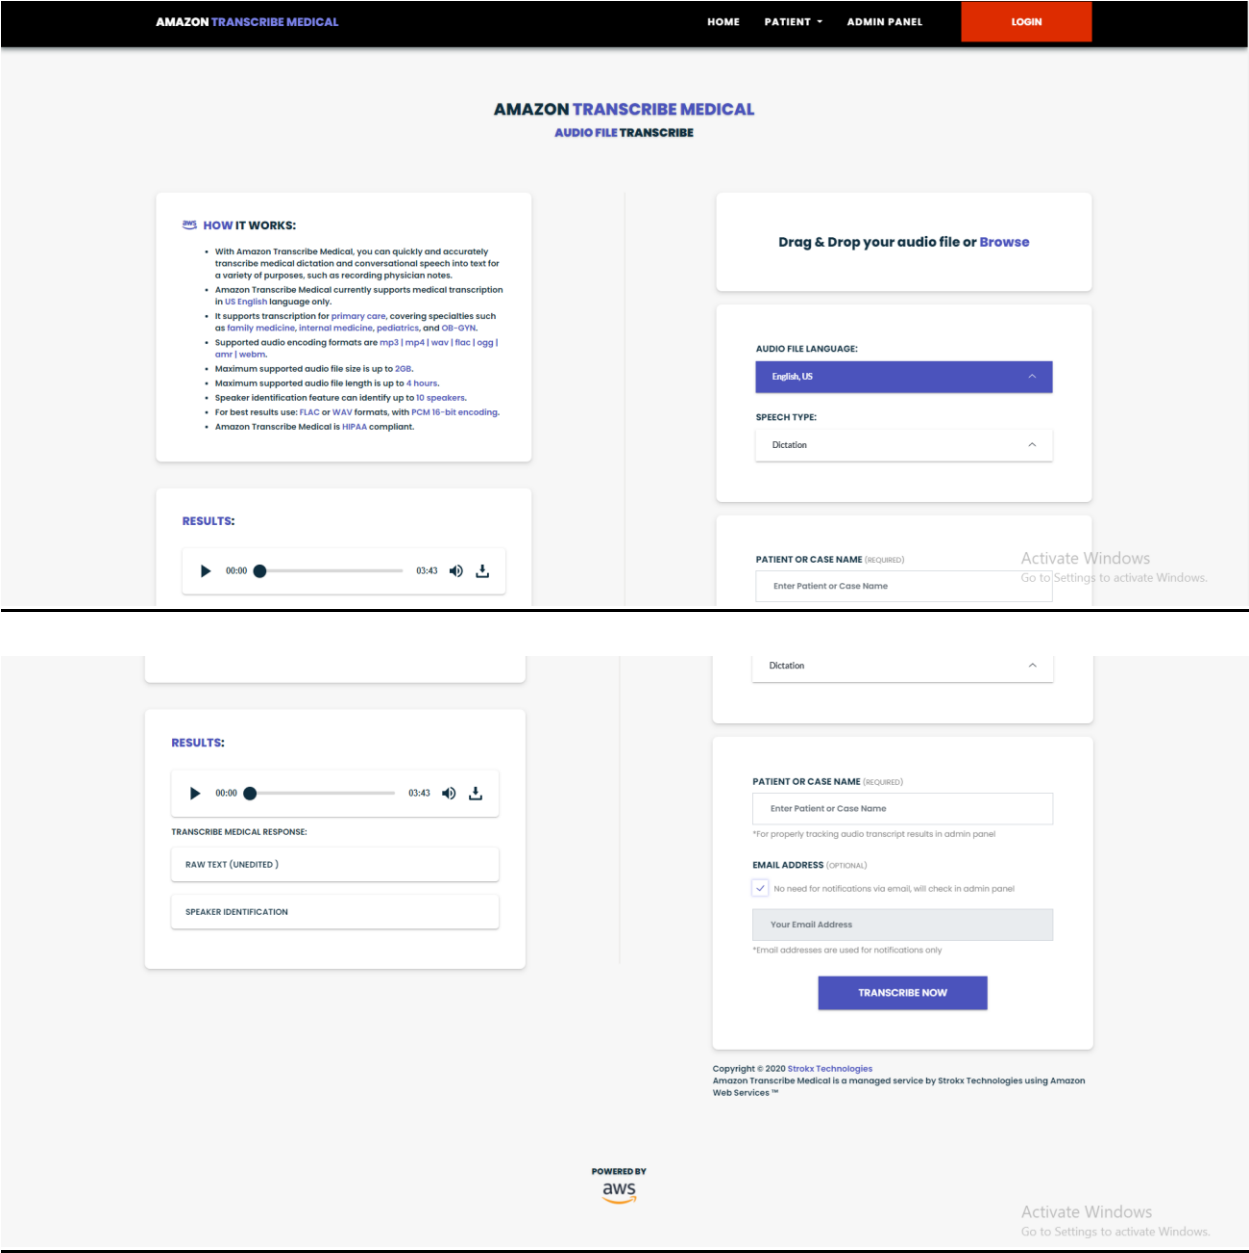 AMAZON TRANSCRIBE MEDICAL
HOME PATIENT ADMIN PANEL LOGIN
AMAZON TRANSCRIBE MEDICAL
AUDIO FILE TRANSCRIBE
aws HOW IT WORKS:
• With Amazon Transcribe Medical, you can quickly and accurately
transcribe medical dictation and conversational speech into text for
a variety of purposes, such as recording physician notes.
• Amazon Transcribe Medical currently supports medical transcription
in US English language only.
• It supports transcription for primary care, covering specialties such
as family medicine, internal medicine, pediatrics, and OB-GYN.
• Supported audio encoding formats are mp3 | mp4 | wav | flac | ogg |
amr | webm.
• Maximum supported audio file size is up to 2GB.
• Maximum supported audio file length is up to 4 hours.
• Speaker identification feature can identify up to 10 speakers.
• For best results use: FLAC or WAV formats, with PCM 16-bit encoding.
• Amazon Transcribe Medical is HIPAA compliant.
RESULTS:
00:00 03:43
Drag & Drop your audio file or Browse
AUDIO FILE LANGUAGE:
English, US
SPEECH TYPE:
Dictation
PATIENT OR CASE NAME (REQUIRED)
Enter Patient or Case Name
Activate Windows
Go to Settings to activate Windows.
RESULTS:
00:00 03:43
TRANSCRIBE MEDICAL RESPONSE:
RAW TEXT (UNEDITED )
SPEAKER IDENTIFICATION
Dictation
PATIENT OR CASE NAME (REQUIRED)
Enter Patient or Case Name
*For properly tracking audio transcript results in admin panel
EMAIL ADDRESS (OPTIONAL)
No need for notifications via email, will check in admin panel
Your Email Address
*Email addresses are used for notifications only
TRANSCRIBE NOW
Copyright © 2020 Strokx Technologies
Amazon Transcribe Medical is a managed service by Strokx Technologies using Amazon
Web Services ™
POWERED BY
aws
Activate Windows
Go to Settings to activate Windows.